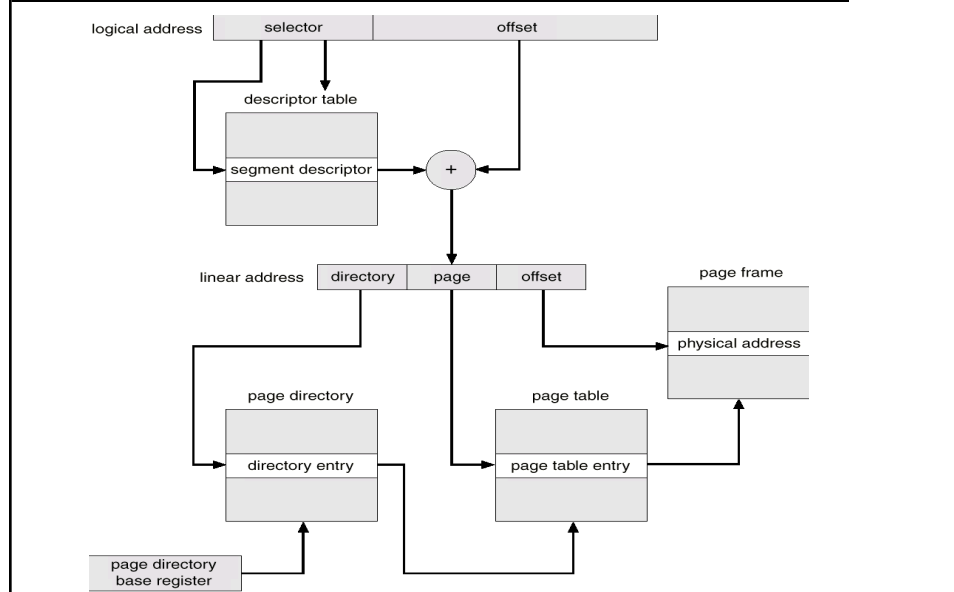 logical address
selector
offset
descriptor table
segment descriptor
+
linear address
directory
page
offset
page frame
physical address
page directory
page table
directory entry
page table entry
page directory
base register